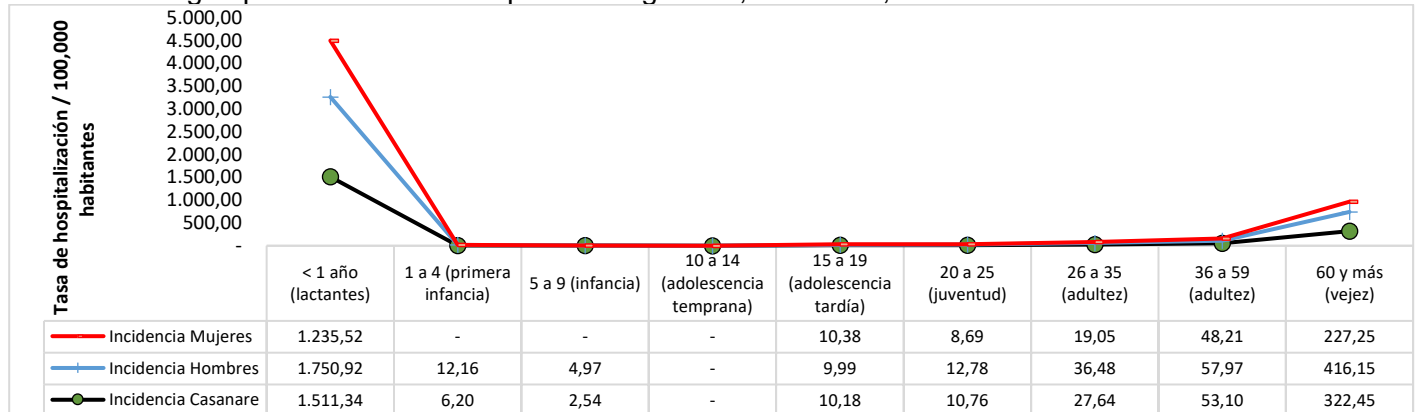 Tasa de hospitalización / 100,000
habitantes
5.000,00
4.500,00
4.000,00
3.500,00
3.000,00
2.500,00
2.000,00
1.500,00
1.000,00
500,00
-
< 1 año (lactantes)
1 a 4 (primera infancia)
5 a 9 (infancia)
10 a 14 (adolescencia temprana)
15 a 19 (adolescencia tardía)
20 a 25 (juventud)
26 a 35 (adultez)
36 a 59 (adultez)
60 y más (vejez)
Incidencia Mujeres 1.235,52 - - - 10,38 8,69 19,05 48,21 227,25
Incidencia Hombres 1.750,92 12,16 4,97 - 9,99 12,78 36,48 57,97 416,15
Incidencia Casanare 1.511,34 6,20 2,54 - 10,18 10,76 27,64 53,10 322,45